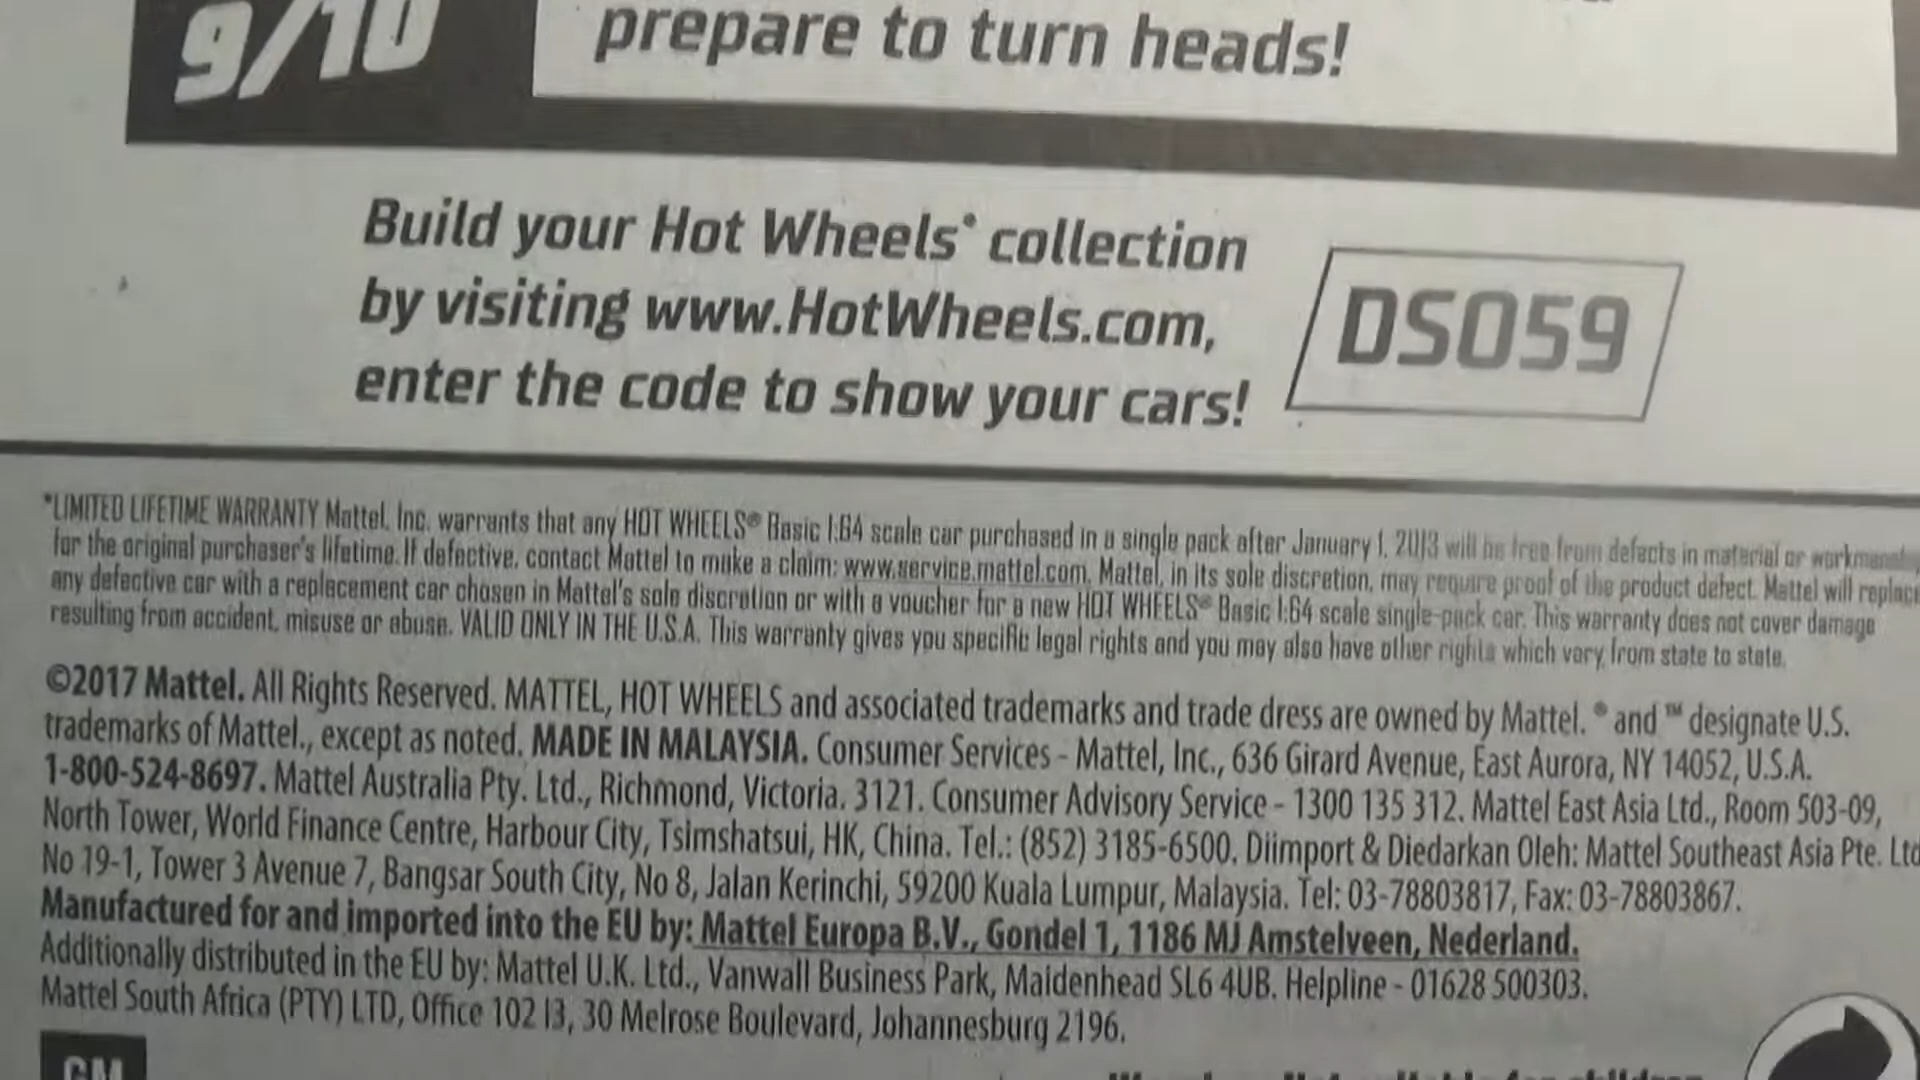 9/10
prepare to turn heads!
Build your Hot Wheels® collection
by visiting www.HotWheels.com,
enter the code to show your cars!
DSO59
*LIMITED LIFETIME WARRANTY Mattel, Inc. warrants that any HOT WHEELS® Basic 1:64 scale car purchased in a single pack after January 1, 2013 will be free from defects in material or
for the original purchaser's lifetime. If defective, contact Mattel to make a claim: www.service.mattel.com. Mattel, in its sole discretion, may require proof of the product defect. Mattel will replace
any defective car with a replacement car chosen in Mattel's sole discretion or with a voucher for a new HOT WHEELS® Basic 1:64 scale single-pack car. This warranty does not cover damage
resulting from accident, misuse or abuse. VALID ONLY IN THE U.S.A. This warranty gives you specific legal rights and you may also have other rights which vary from state to state.
©2017 Mattel. All Rights Reserved. MATTEL, HOT WHEELS and associated trademarks and trade dress are owned by Mattel. ® and ™ designate U.S.
trademarks of Mattel., except as noted. MADE IN MALAYSIA. Consumer Services - Mattel, Inc., 636 Girard Avenue, East Aurora, NY 14052, U.S.A.
1-800-524-8697. Mattel Australia Pty. Ltd., Richmond, Victoria. 3121. Consumer Advisory Service - 1300 135 312. Mattel East Asia Ltd., Room 503-09,
North Tower, World Finance Centre, Harbour City, Tsimshatsui, HK, China. Tel.: (852) 3185-6500. Diimport & Diedarkan Oleh: Mattel Southeast Asia Pte. Ltd
No 19-1, Tower 3 Avenue 7, Bangsar South City, No 8, Jalan Kerinchi, 59200 Kuala Lumpur, Malaysia. Tel: 03-78803817, Fax: 03-78803867.
Manufactured for and imported into the EU by: Mattel Europa B.V., Gondel 1, 1186 MJ Amstelveen, Nederland.
Additionally distributed in the EU by: Mattel U.K. Ltd., Vanwall Business Park, Maidenhead SL6 4UB. Helpline - 01628 500303.
Mattel South Africa (PTY) LTD, Office 102 I3, 30 Melrose Boulevard, Johannesburg 2196.
GM